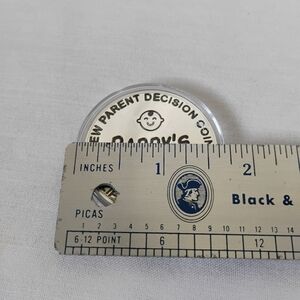 EW PARENT DECISION COIN
DADDY'S
INCHES 1 2
Black &
PICAS
1 2 3 4 5 6 7 8 9 10 11 12 13 14
6-12 POINT 6 12